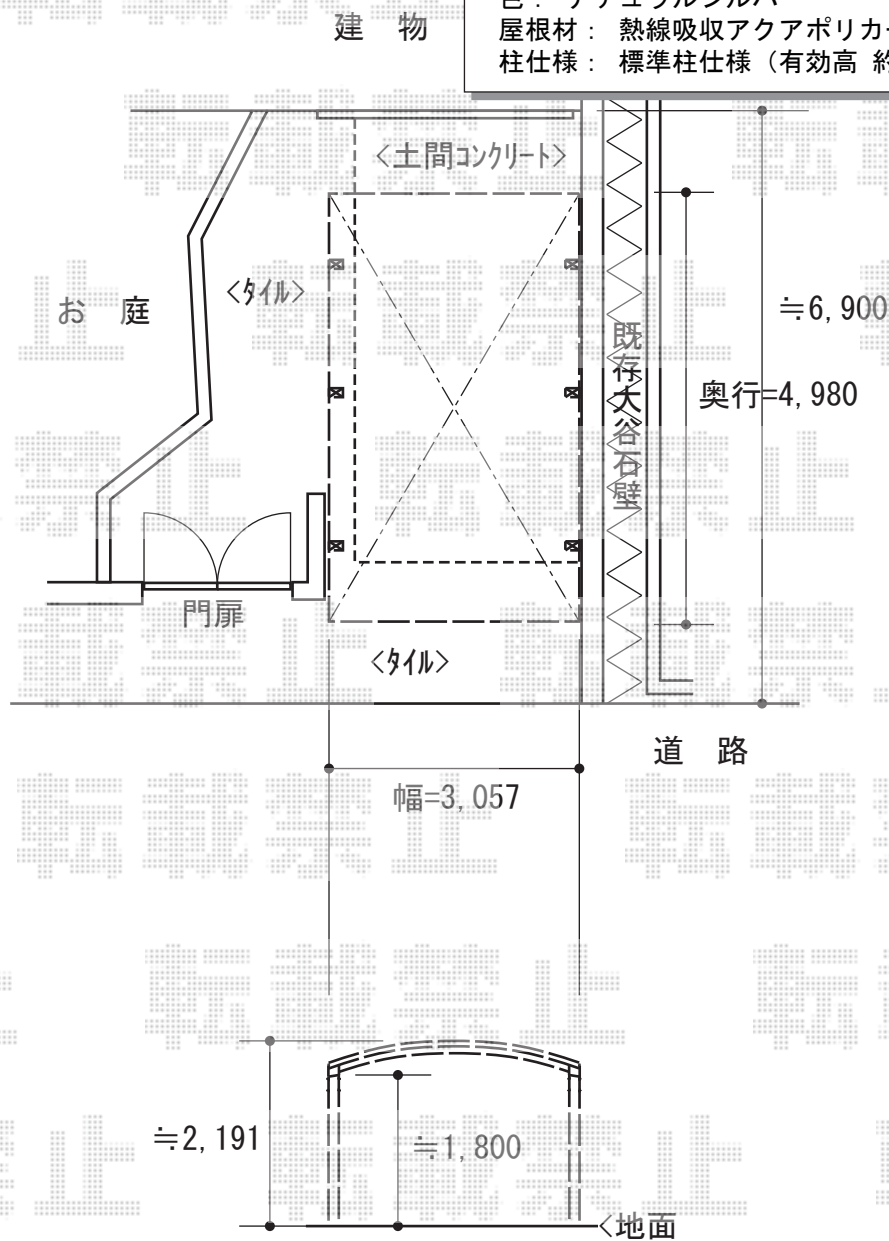 建 物
色： ナチュラルシルバー
屋根材： 熱線吸収アクアポリカ
柱仕様： 標準柱仕様（有効高 約
<土間コンクリート>
<タイル>
お 庭
≒6,900
既存大谷石壁
奥行=4,980
門扉
<タイル>
道 路
幅=3,057
≒2,191
≒1,800
<地面
転載禁止